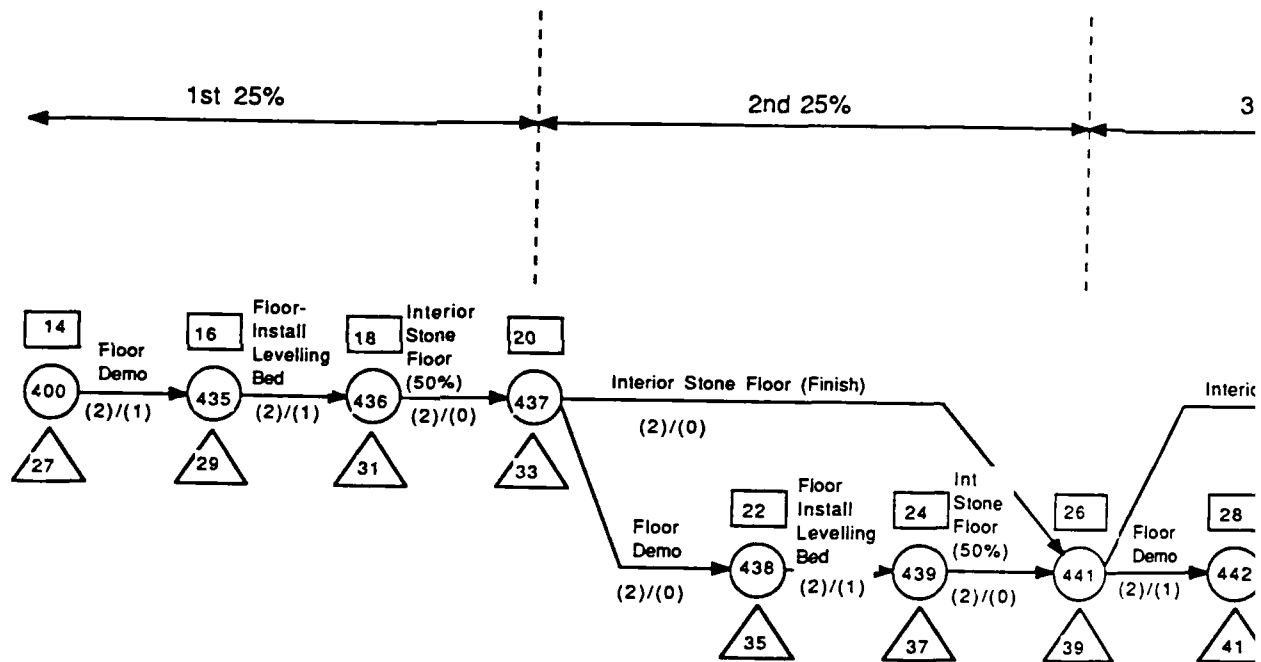 1st 25%
2nd 25%
3
14
16
18
20
Floor-
Install
Levelling
Bed
Interior
Stone
Floor
(50%)
Floor
Demo
400
435
436
437
(2)/(1)
(2)/(1)
(2)/(0)
Interior Stone Floor (Finish)
(2)/(0)
Interic
27
29
31
33
22
24
26
28
Floor
Install
Levelling
Bed
Int
Stone
Floor
(50%)
Floor
Demo
Floor
Demo
438
439
441
442
(2)/(0)
(2)/(1)
(2)/(0)
(2)/(1)
35
37
39
41